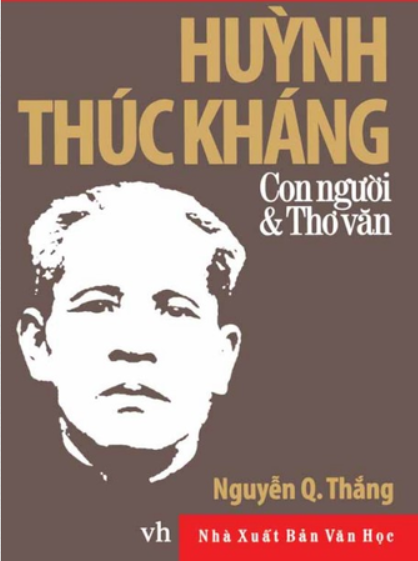 HUỲNH
THÚC KHÁNG
Con người
& Thơ văn
Nguyễn Q. Thắng
vh
Nhà Xuất Bản Văn Học